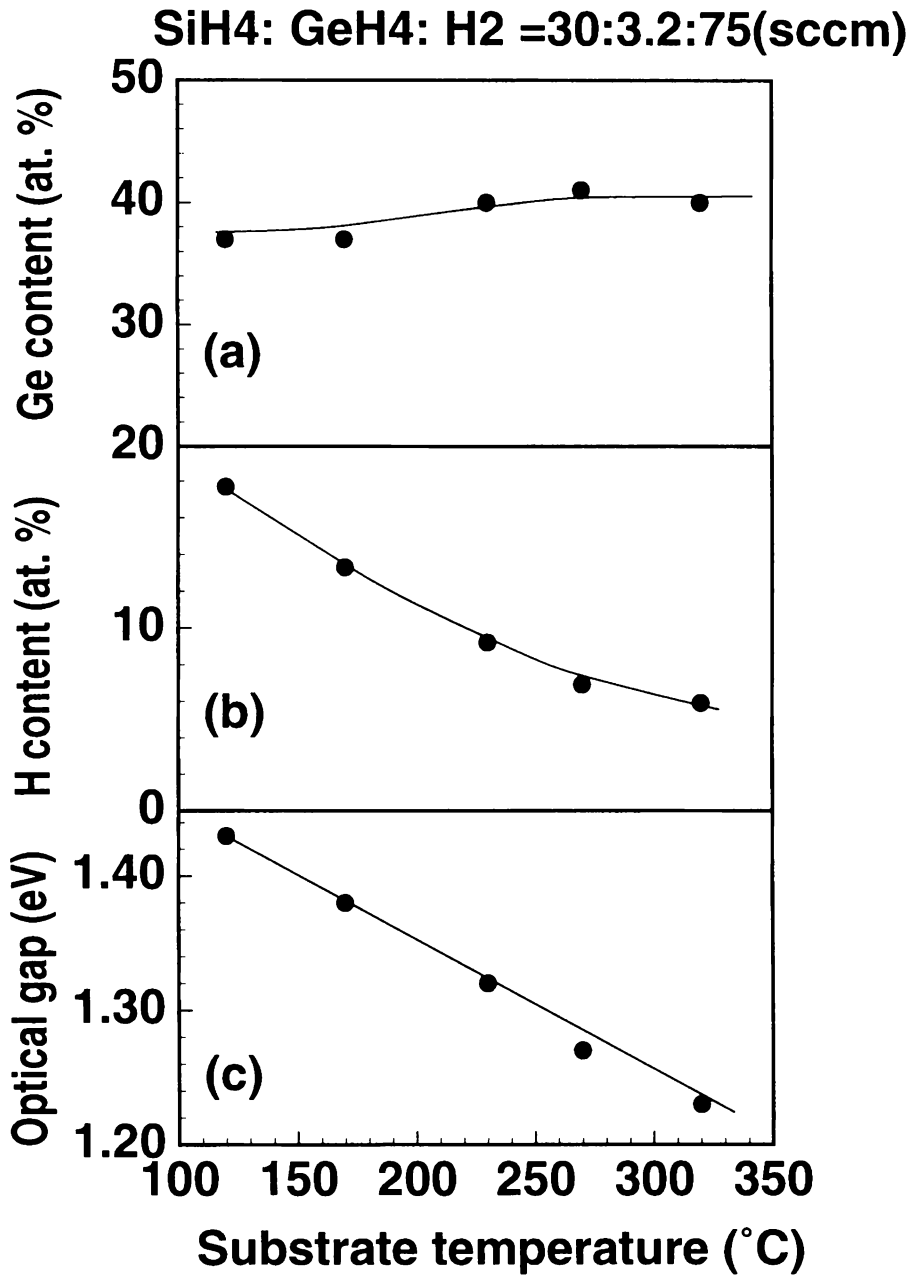 SiH4: GeH4: H2 =30:3.2:75(sccm)
50
40
30
20
Ge content (at. %)
(a)
10
0
H content (at. %)
(b)
1.40
1.30
1.20
Optical gap (eV)
(c)
100 150 200 250 300 350
Substrate temperature (˚C)